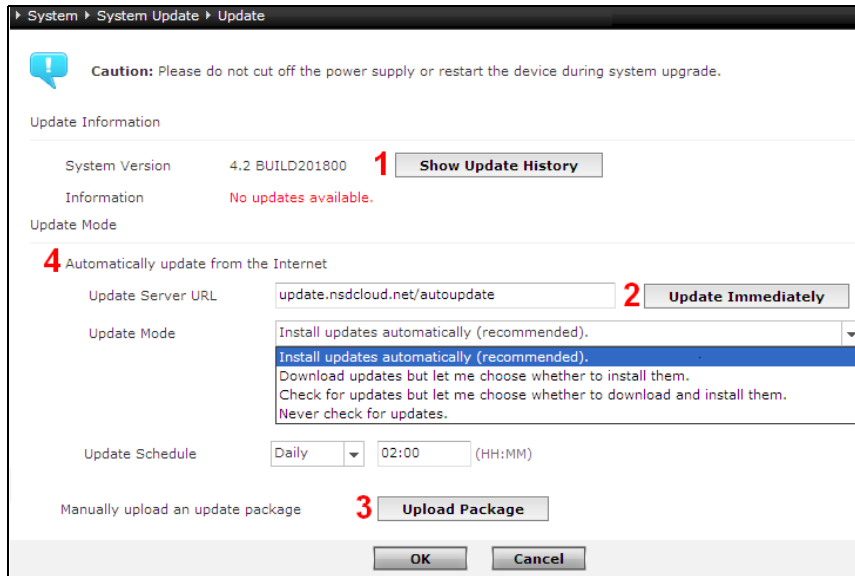 System System Update Update
Caution: Please do not cut off the power supply or restart the device during system upgrade.
Update Information
System Version 4.2 BUILD201800 1 Show Update History
Information No updates available.
Update Mode
4 Automatically update from the Internet
Update Server URL update.nsdcloud.net/autoupdate 2 Update Immediately
Update Mode Install updates automatically (recommended).
Install updates automatically (recommended).
Download updates but let me choose whether to install them.
Check for updates but let me choose whether to download and install them.
Never check for updates.
Update Schedule Daily 02:00 (HH:MM)
Manually upload an update package 3 Upload Package
OK Cancel